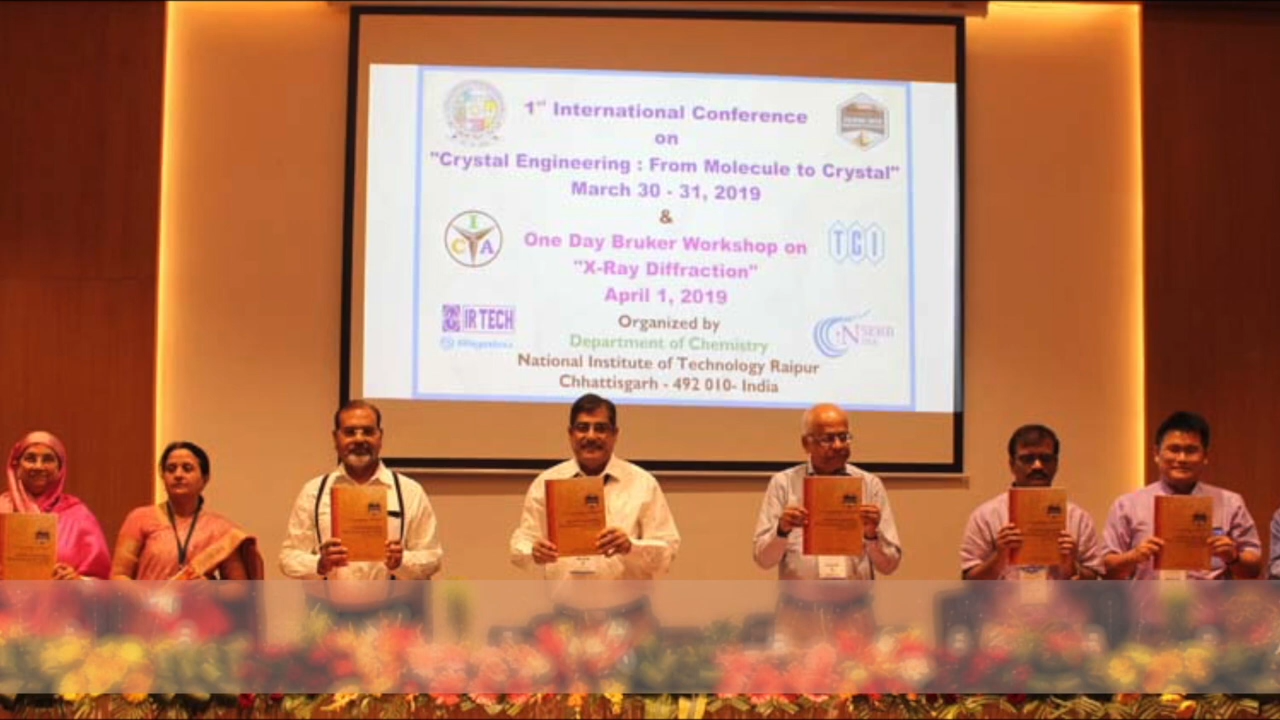 1st International Conference
on
"Crystal Engineering : From Molecule to Crystal"
March 30 - 31, 2019
&
I
C A
One Day Bruker Workshop on
TCI
"X-Ray Diffraction"
April 1, 2019
IR TECH
Organized by
Department of Chemistry
National Institute of Technology Raipur
Chhattisgarh - 492 010- India